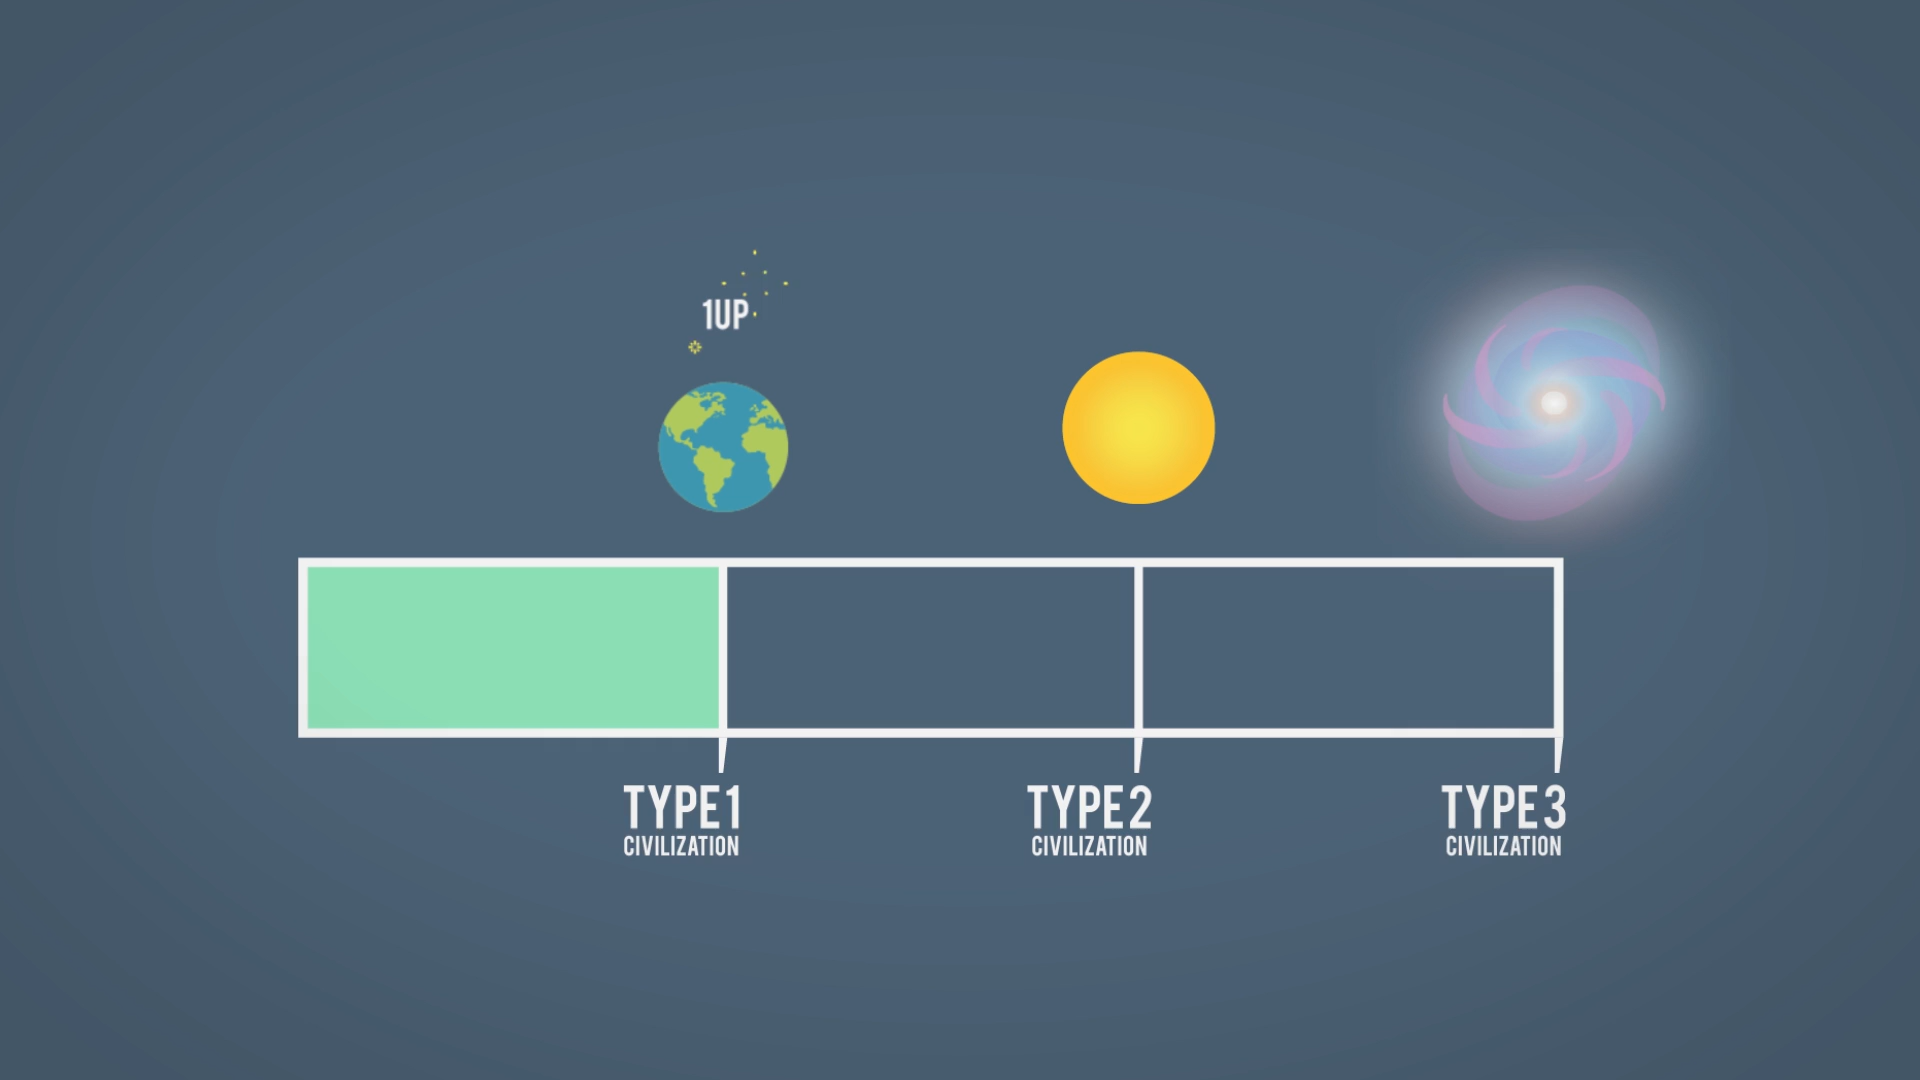 1UP
TYPE 1
CIVILIZATION
TYPE 2
CIVILIZATION
TYPE 3
CIVILIZATION